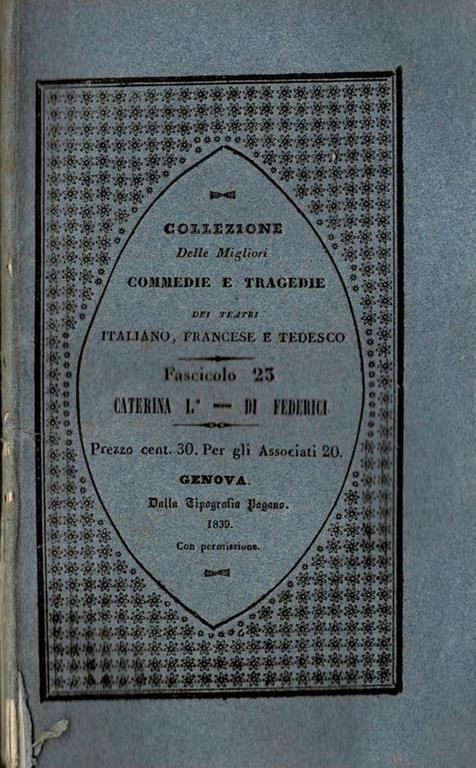 COLLEZIONE
Delle Migliori
COMMEDIE E TRAGEDIE
DEI TEATRI
ITALIANO, FRANCESE E TEDESCO
Fascicolo 23
CATERINA I.ª — DI FEDERICI
Prezzo cent. 30. Per gli Associati 20.
GENOVA.
Dalla Tipografia Pagano.
1839.
Con permissione.